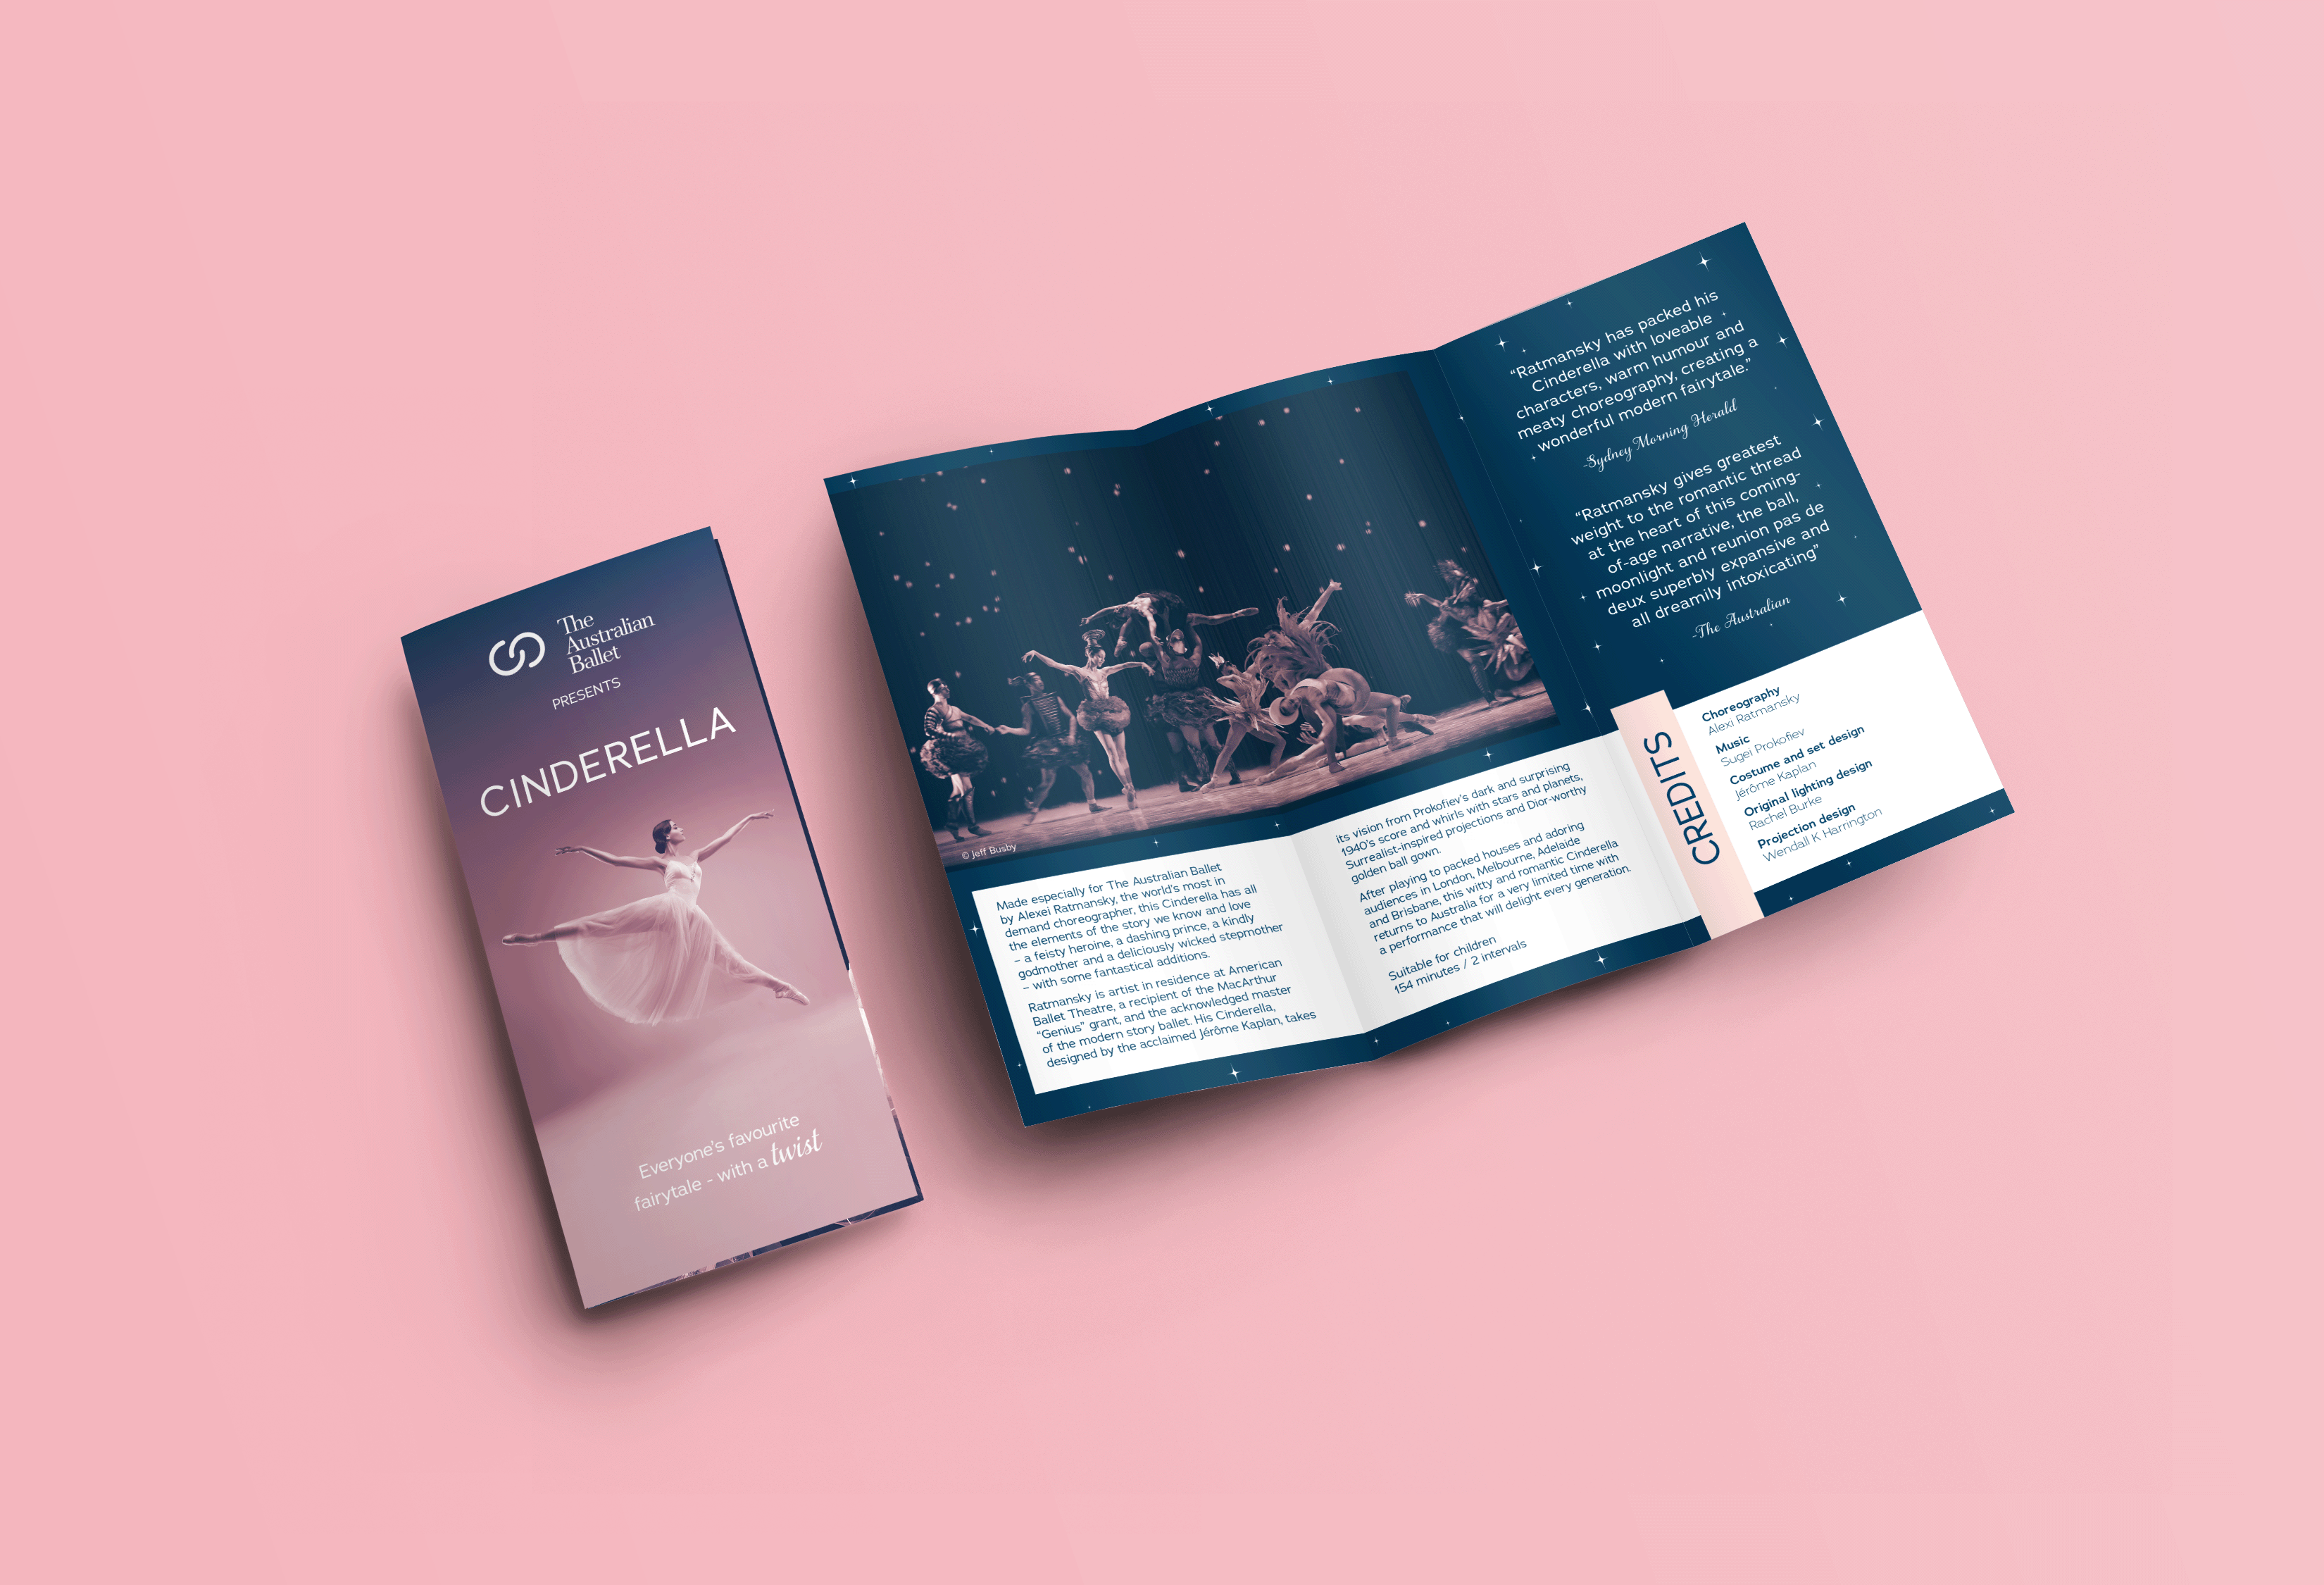 The
Australian
Ballet
PRESENTS
CINDERELLA
Everyone's favourite
fairytale - with a twist
© Jeff Busby
Made especially for The Australian Ballet
by Alexei Ratmansky, the world's most in
demand choreographer, this Cinderella has all
the elements of the story we know and love
– a feisty heroine, a dashing prince, a kindly
godmother and a deliciously wicked stepmother
– with some fantastical additions.
Ratmansky is artist in residence at American
Ballet Theatre, a recipient of the MacArthur
"Genius" grant, and the acknowledged master
of the modern story ballet. His Cinderella,
designed by the acclaimed Jérôme Kaplan, takes
its vision from Prokofiev's dark and surprising
1940's score and whirls with stars and planets,
Surrealist-inspired projections and Dior-worthy
golden ball gown.
After playing to packed houses and adoring
audiences in London, Melbourne, Adelaide
and Brisbane, this witty and romantic Cinderella
returns to Australia for a very limited time with
a performance that will delight every generation.
Suitable for children
154 minutes / 2 intervals
"Ratmansky has packed his
Cinderella with loveable
characters, warm humour and
meaty choreography, creating a
wonderful modern fairytale."
-Sydney Morning Herald
"Ratmansky gives greatest
weight to the romantic thread
at the heart of this coming-
of-age narrative, the ball,
moonlight and reunion pas de
deux superbly expansive and
all dreamily intoxicating"
-The Australian
CREDITS
Choreography
Alexi Ratmansky
Music
Sugei Prokofiev
Costume and set design
Jérôme Kaplan
Original lighting design
Rachel Burke
Projection design
Wendall K Harrington